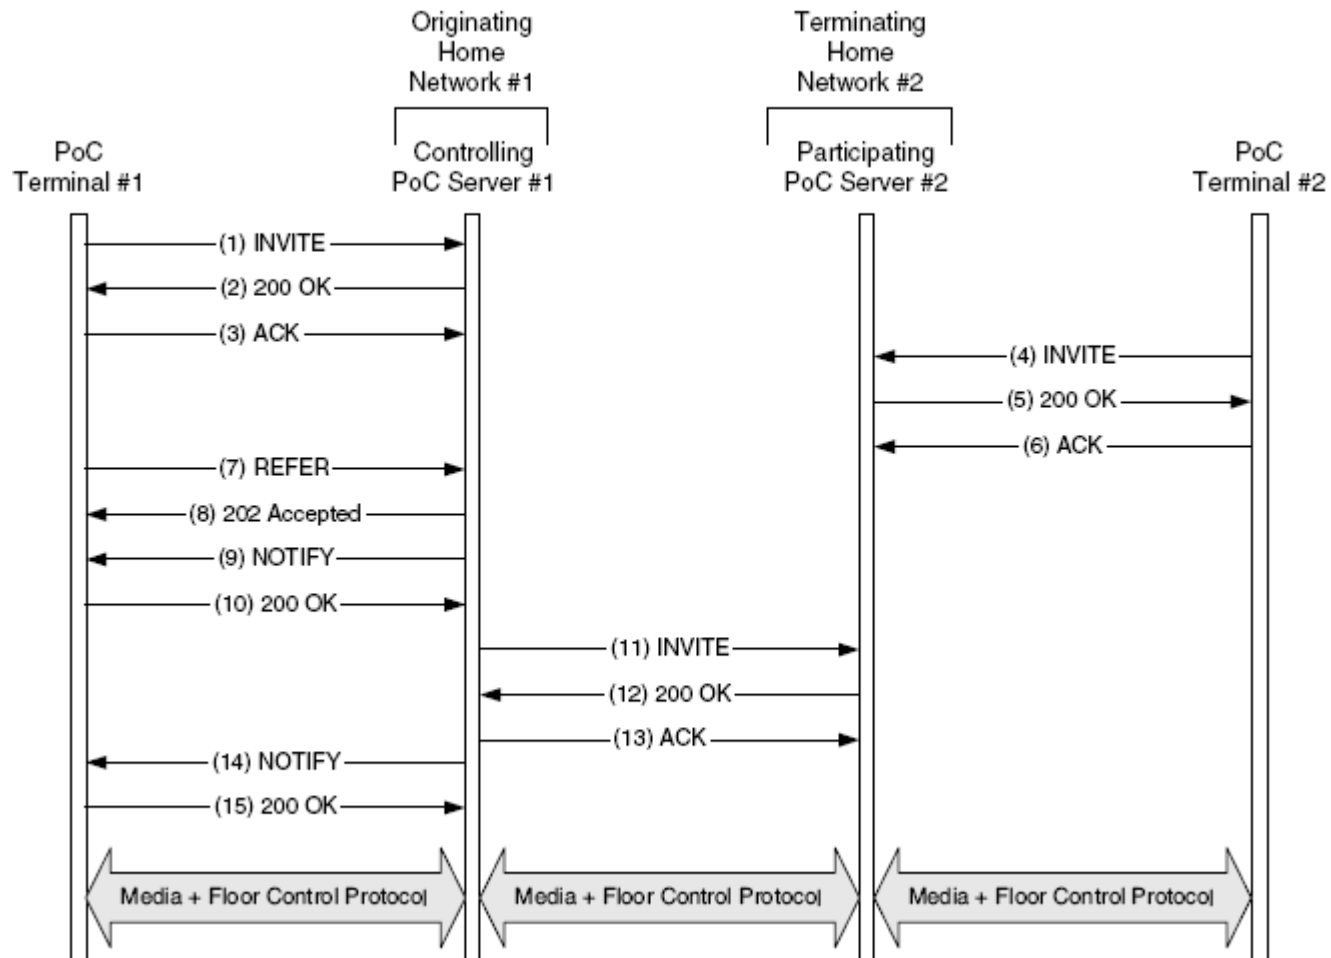 Originating
Home
Network #1
Terminating
Home
Network #2
PoC
Terminal #1
Controlling
PoC Server #1
Participating
PoC Server #2
PoC
Terminal #2
(1) INVITE
(2) 200 OK
(3) ACK
(4) INVITE
(5) 200 OK
(6) ACK
(7) REFER
(8) 202 Accepted
(9) NOTIFY
(10) 200 OK
(11) INVITE
(12) 200 OK
(13) ACK
(14) NOTIFY
(15) 200 OK
Media + Floor Control Protocol
Media + Floor Control Protocol
Media + Floor Control Protocol